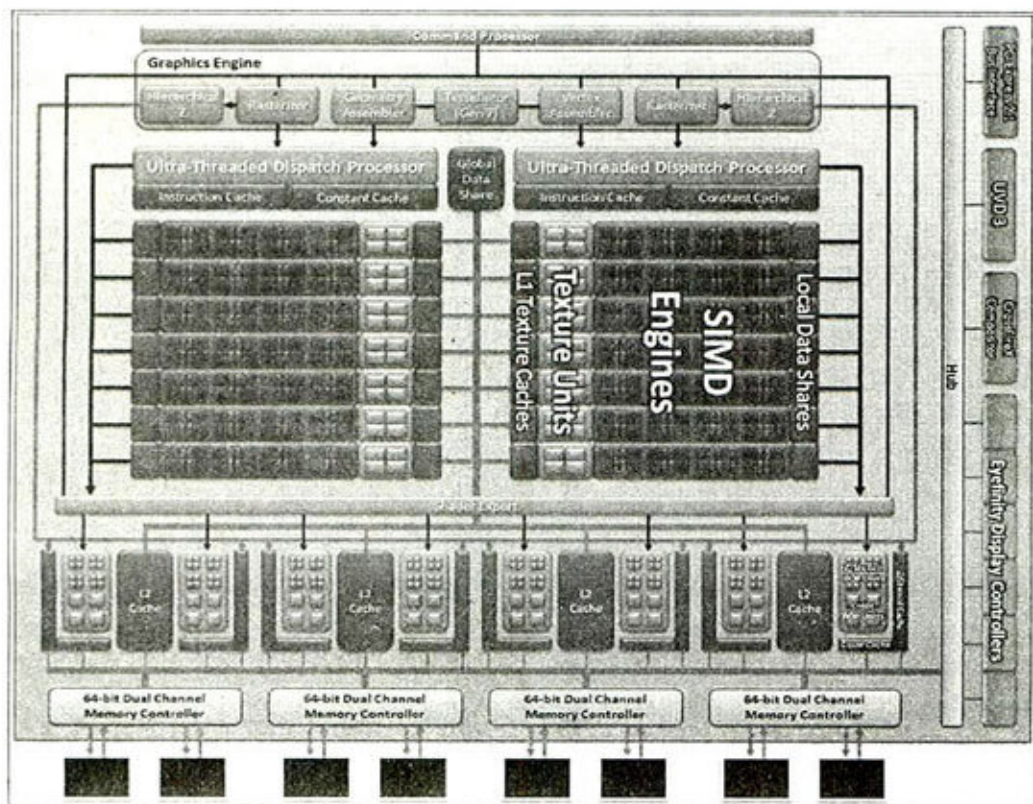 Command Processor
Graphics Engine
Hierarchical Z
Rasterizer
Geometry Assembler
Tessellator
Vertex Assembler
Rasterizer
Hierarchical Z
Ultra-Threaded Dispatch Processor
Instruction Cache
Constant Cache
Global Data Share
Ultra-Threaded Dispatch Processor
Instruction Cache
Constant Cache
L1 Texture Caches
Texture Units
SIMD Engines
Local Data Shares
Shader Export
L2 Cache
L2 Cache
L2 Cache
L2 Cache
64-bit Dual Channel Memory Controller
64-bit Dual Channel Memory Controller
64-bit Dual Channel Memory Controller
64-bit Dual Channel Memory Controller
Hub
UVD3
Eyefinity Display Controllers